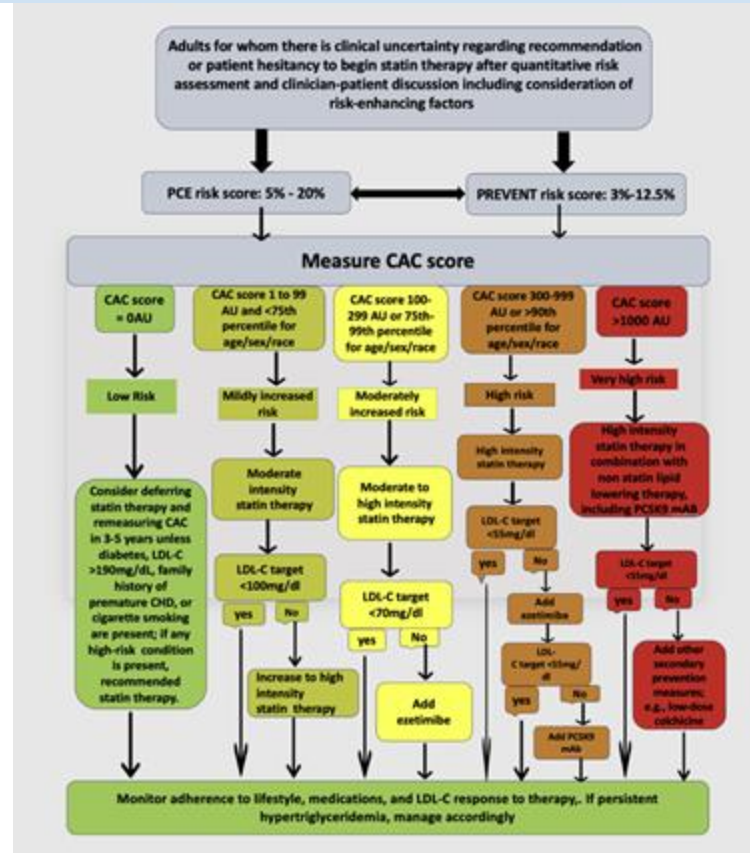 Adults for whom there is clinical uncertainty regarding recommendation
or patient hesitancy to begin statin therapy after quantitative risk
assessment and clinician-patient discussion including consideration of
risk-enhancing factors
PCE risk score: 5% - 20%
PREVENT risk score: 3%-12.5%
Measure CAC score
CAC score
= 0AU
Low Risk
Consider deferring
statin therapy and
remeasuring CAC
in 3-5 years unless
diabetes, LDL-C
>190mg/dL, family
history of
premature CHD, or
cigarette smoking
are present; if any
high-risk condition
is present,
recommended
statin therapy.
CAC score 1 to 99
AU and <75th
percentile for
age/sex/race
Mildly increased
risk
Moderate
intensity
statin therapy
LDL-C target
<100mg/dl
yes
No
Increase to high
intensity
statin therapy
CAC score 100-
299 AU or 75th-
99th percentile
for age/sex/race
Moderately
increased risk
Moderate to
high intensity
statin therapy
LDL-C target
<70mg/dl
yes
No
Add
ezetimibe
CAC score 300-999
AU or >90th
percentile for
age/sex/race
High risk
High intensity
statin therapy
LDL-C target
<55mg/dl
yes
No
Add
ezetimibe
LDL-
C target <55mg/
dl
yes
No
Add PCSK9
mAb
CAC score
>1000 AU
Very high risk
High intensity
statin therapy in
combination with
non statin lipid
lowering therapy,
including PCSK9 mAB
LDL-C target
<55mg/dl
yes
No
Add other
secondary
prevention
measures;
e.g., low-dose
colchicine
Monitor adherence to lifestyle, medications, and LDL-C response to therapy,. If persistent
hypertriglyceridemia, manage accordingly